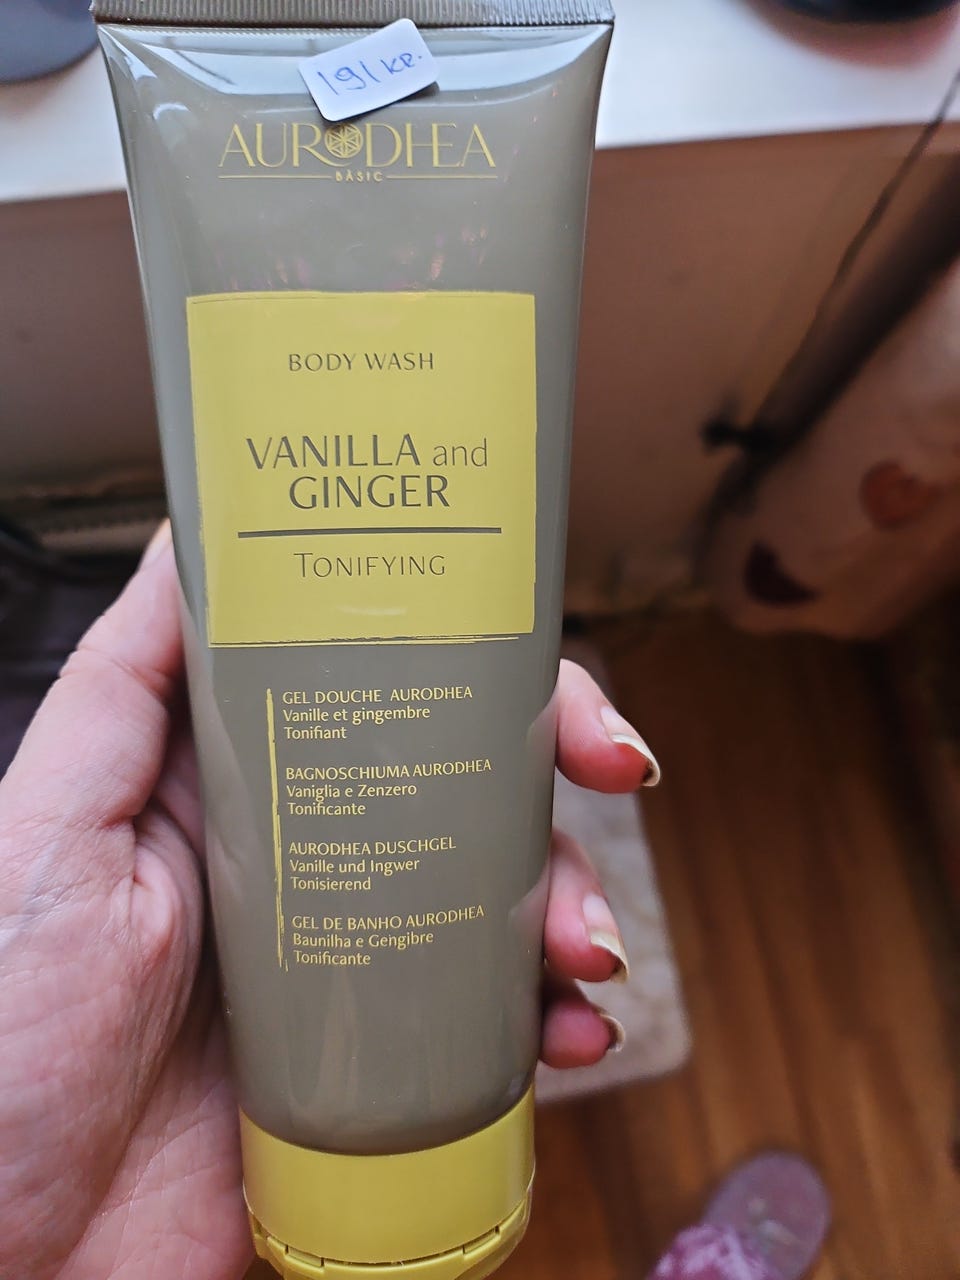 191 KR.
AURODHEA
BASIC
BODY WASH
VANILLA and
GINGER
TONIFYING
GEL DOUCHE AURODHEA
Vanille et gingembre
Tonifiant
BAGNOSCHIUMA AURODHEA
Vaniglia e Zenzero
Tonificante
AURODHEA DUSCHGEL
Vanille und Ingwer
Tonisierend
GEL DE BANHO AURODHEA
Baunilha e Gengibre
Tonificante